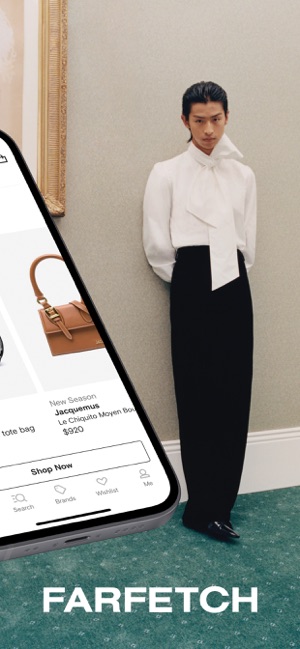 New Season
Jacquemus
Le Chiquito Moyen Bou
$920
tote bag
Shop Now
Search
Brands
Wishlist
Me
FARFETCH